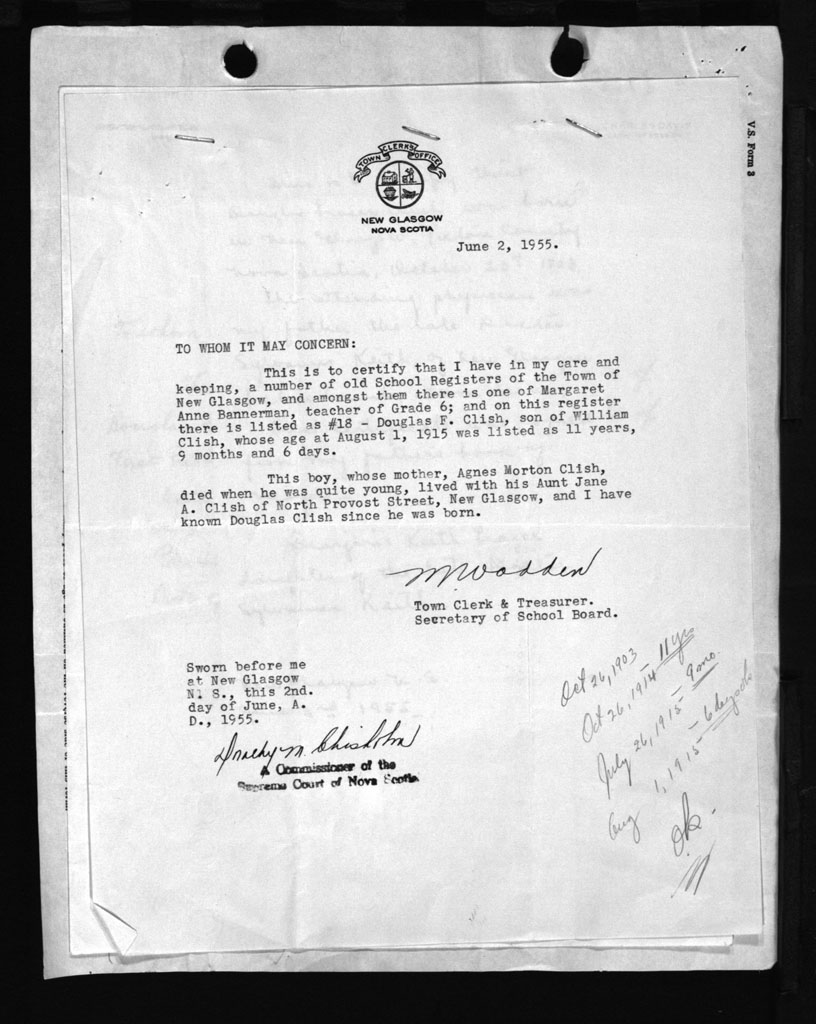 V.S. Form 3
TOWN CLERKS OFFICE
NEW GLASGOW
NOVA SCOTIA
June 2, 1955.
TO WHOM IT MAY CONCERN:
This is to certify that I have in my care and
keeping, a number of old School Registers of the Town of
New Glasgow, and amongst them there is one of Margaret
Anne Bannerman, teacher of Grade 6; and on this register
there is listed as #18 - Douglas F. Clish, son of William
Clish, whose age at August 1, 1915 was listed as 11 years,
9 months and 6 days.
This boy, whose mother, Agnes Morton Clish,
died when he was quite young, lived with his Aunt Jane
A. Clish of North Provost Street, New Glasgow, and I have
known Douglas Clish since he was born.
Town Clerk & Treasurer.
Secretary of School Board.
Sworn before me
at New Glasgow
N. S., this 2nd.
day of June, A.
D., 1955.
M. Chisholm
A Commissioner of the
Supreme Court of Nova Scotia
Oct 26, 1903
Oct 26, 1914 - 11 yrs
July 26, 1915 - 9 mo.
Aug 1, 1915 - 6 days
O.K.